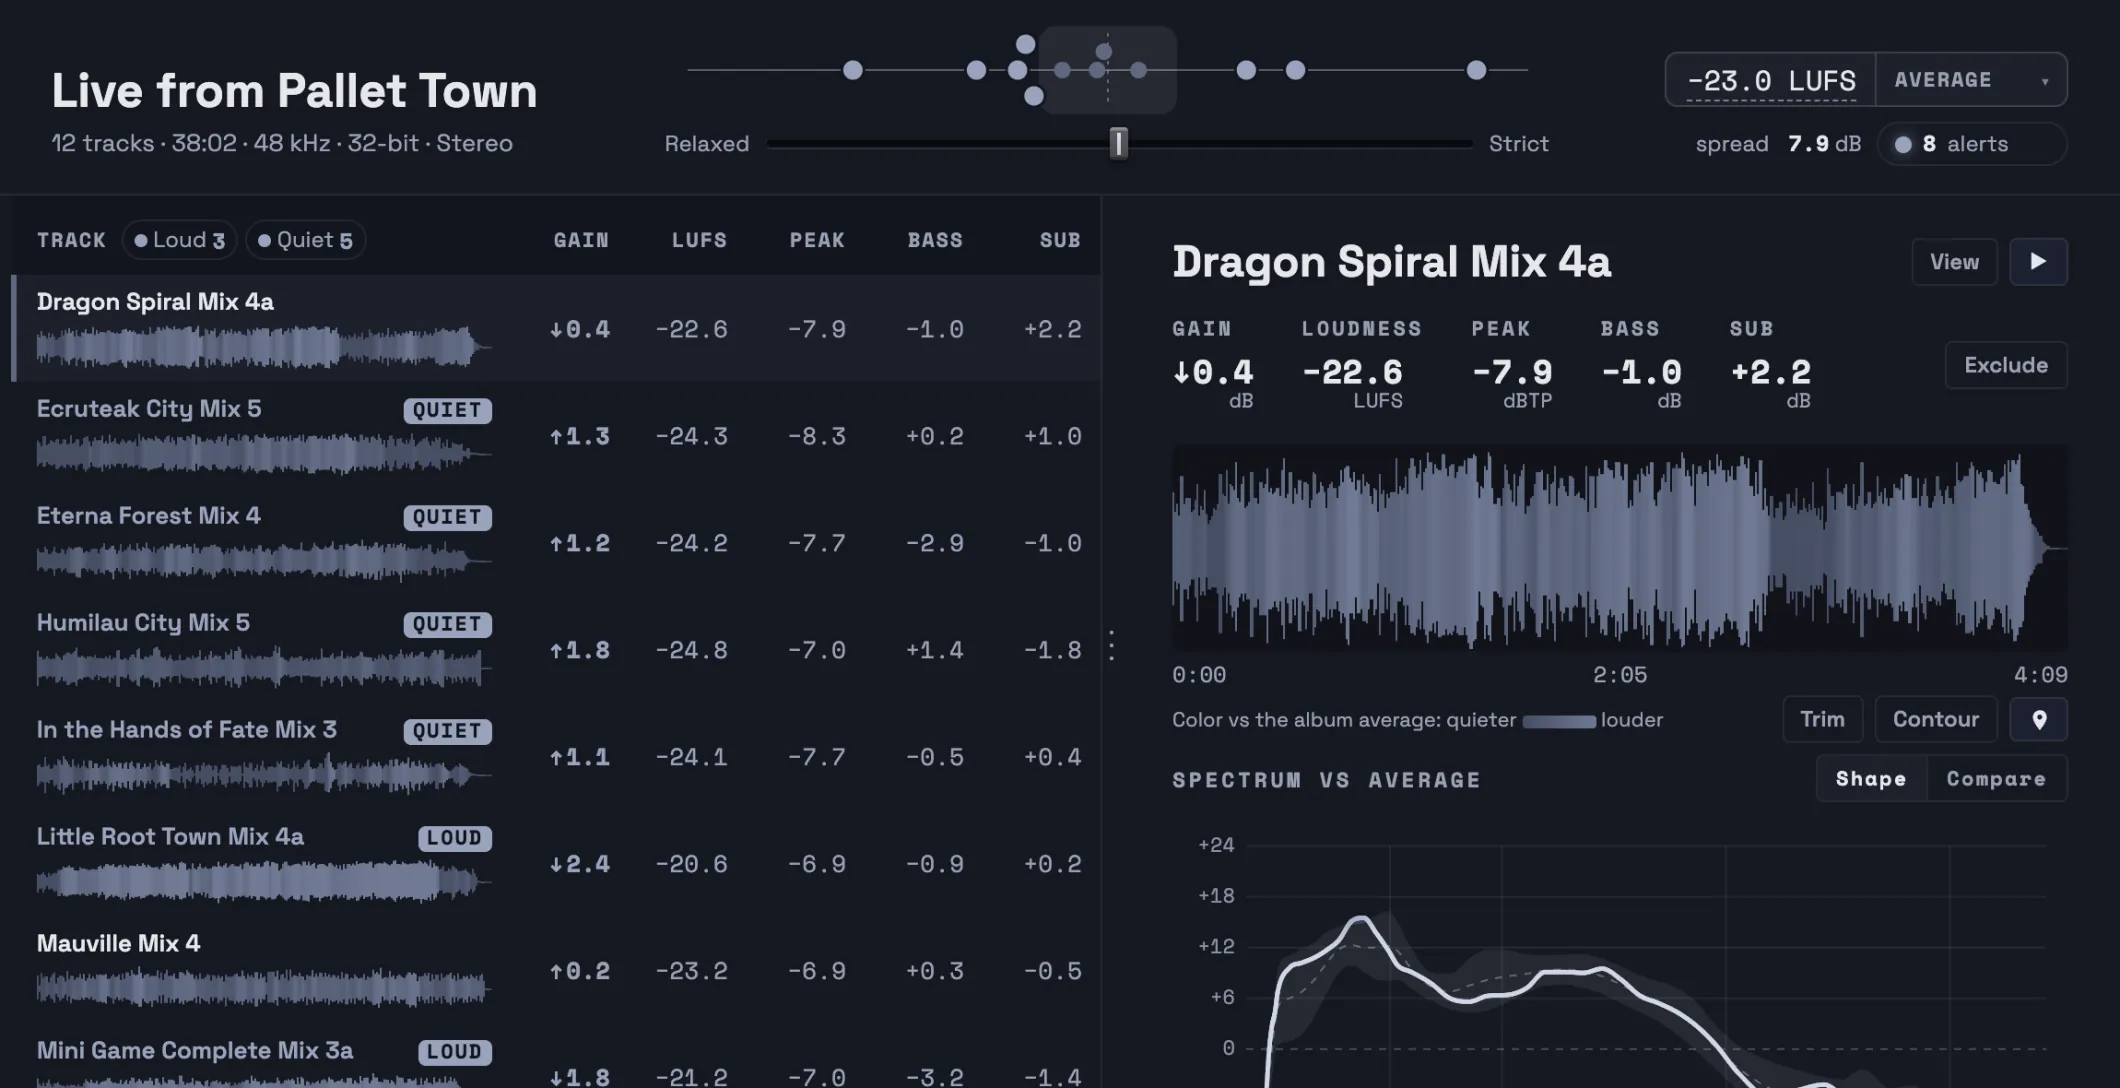 Live from Pallet Town
12 tracks · 38:02 · 48 kHz · 32-bit · Stereo
Relaxed
Strict
-23.0 LUFS AVERAGE
spread 7.9 dB 8 alerts
TRACK Loud 3 Quiet 5 GAIN LUFS PEAK BASS SUB
Dragon Spiral Mix 4a
↓0.4 -22.6 -7.9 -1.0 +2.2
Ecruteak City Mix 5 QUIET
↑1.3 -24.3 -8.3 +0.2 +1.0
Eterna Forest Mix 4 QUIET
↑1.2 -24.2 -7.7 -2.9 -1.0
Humilau City Mix 5 QUIET
↑1.8 -24.8 -7.0 +1.4 -1.8
In the Hands of Fate Mix 3 QUIET
↑1.1 -24.1 -7.7 -0.5 +0.4
Little Root Town Mix 4a LOUD
↓2.4 -20.6 -6.9 -0.9 +0.2
Mauville Mix 4
↑0.2 -23.2 -6.9 +0.3 -0.5
Mini Game Complete Mix 3a LOUD
↓1.8 -21.2 -7.0 -3.2 -1.4
Dragon Spiral Mix 4a
View
GAIN LOUDNESS PEAK BASS SUB
↓0.4 -22.6 -7.9 -1.0 +2.2
dB LUFS dBTP dB dB
Exclude
0:00 2:05 4:09
Color vs the album average: quieter louder
Trim Contour
SPECTRUM VS AVERAGE
Shape Compare
+24
+18
+12
+6
0